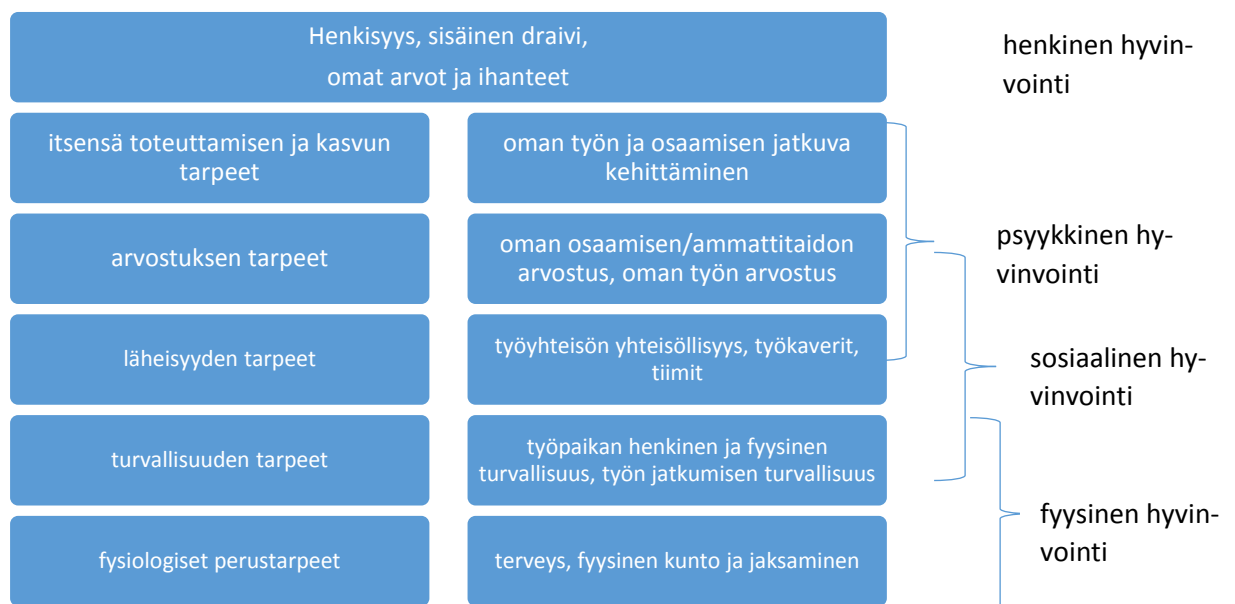 Henkisyys, sisäinen draivi,
omat arvot ja ihanteet
henkinen hyvin-
vointi
itsensä toteuttamisen ja kasvun
tarpeet
oman työn ja osaamisen jatkuva
kehittäminen
arvostuksen tarpeet
oman osaamisen/ammattitaidon
arvostus, oman työn arvostus
psyykkinen hy-
vinvointi
läheisyyden tarpeet
työyhteisön yhteisöllisyys, työkaverit,
tiimit
sosiaalinen hy-
vinvointi
turvallisuuden tarpeet
työpaikan henkinen ja fyysinen
turvallisuus, työn jatkumisen turvallisuus
fysiologiset perustarpeet
terveys, fyysinen kunto ja jaksaminen
fyysinen hyvin-
vointi